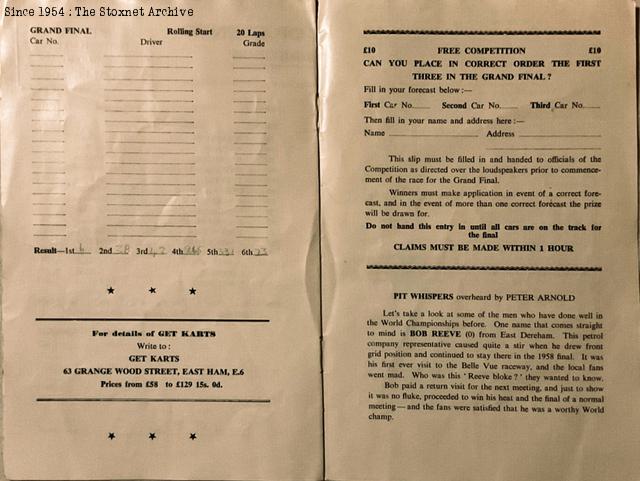 Since 1954 : The Stoxnet Archive
GRAND FINAL Rolling Start 20 Laps
Car No. Driver Grade
Result—1st 6 2nd 38 3rd 4th 5th 6th
★ ★ ★
For details of GET KARTS
Write to :
GET KARTS
63 GRANGE WOOD STREET, EAST HAM, E.6
Prices from £58 to £129 15s. 0d.
★ ★ ★
£10 FREE COMPETITION £10
CAN YOU PLACE IN CORRECT ORDER THE FIRST
THREE IN THE GRAND FINAL ?
Fill in your forecast below :—
First Car No. Second Car No. Third Car No.
Then fill in your name and address here :—
Name Address
This slip must be filled in and handed to officials of the
Competition as directed over the loudspeakers prior to commence-
ment of the race for the Grand Final.
Winners must make application in event of a correct fore-
cast, and in the event of more than one correct forecast the prize
will be drawn for.
Do not hand this entry in until all cars are on the track for
the final
CLAIMS MUST BE MADE WITHIN 1 HOUR
PIT WHISPERS overheard by PETER ARNOLD
Let's take a look at some of the men who have done well in
the World Championships before. One name that comes straight
to mind is BOB REEVE (0) from East Dereham. This petrol
company representative caused quite a stir when he drew front
grid position and continued to stay there in the 1958 final. It was
his first ever visit to the Belle Vue raceway, and the local fans
went mad. Who was this ' Reeve bloke ? ' they wanted to know.
Bob paid a return visit for the next meeting, and just to show
it was no fluke, proceeded to win his heat and the final of a normal
meeting—and the fans were satisfied that he was a worthy World
champ.